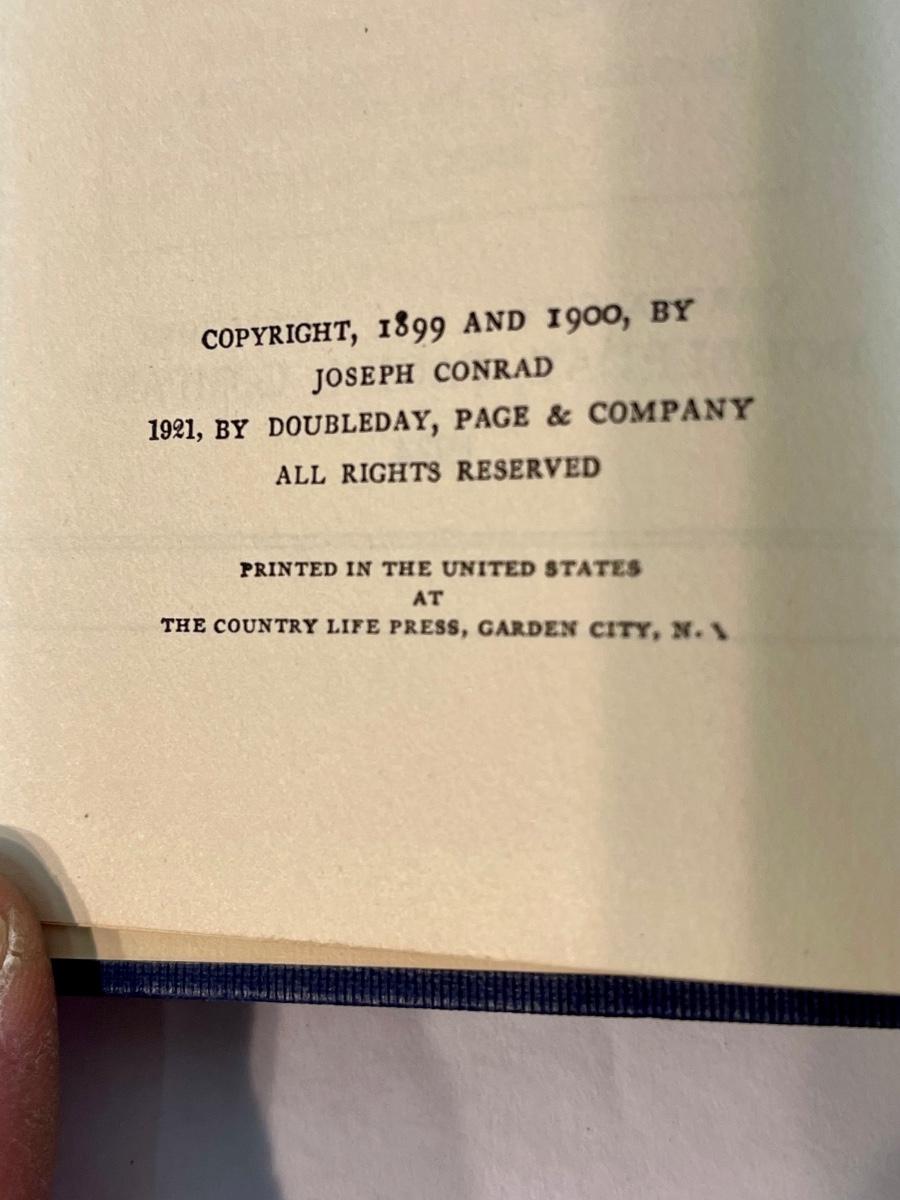 COPYRIGHT, 1899 AND 1900, BY
JOSEPH CONRAD
1921, BY DOUBLEDAY, PAGE & COMPANY
ALL RIGHTS RESERVED
PRINTED IN THE UNITED STATES
AT
THE COUNTRY LIFE PRESS, GARDEN CITY, N.